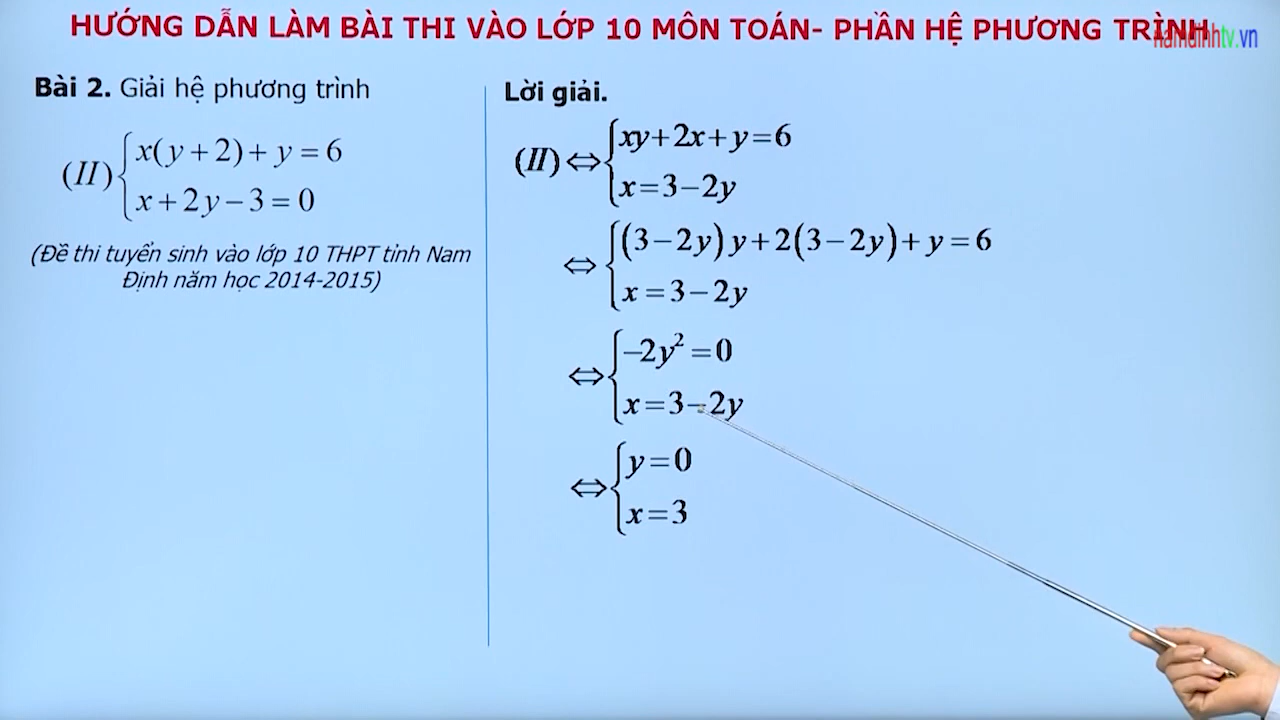 HƯỚNG DẪN LÀM BÀI THI VÀO LỚP 10 MÔN TOÁN- PHẦN HỆ PHƯƠNG TRÌNH
namdinhtv.vn
Bài 2. Giải hệ phương trình
(II) { x(y + 2) + y = 6
x + 2y − 3 = 0
(Đề thi tuyển sinh vào lớp 10 THPT tỉnh Nam
Định năm học 2014-2015)
Lời giải.
(II) ⇔ { xy + 2x + y = 6
x = 3 − 2y
⇔ { (3 − 2y)y + 2(3 − 2y) + y = 6
x = 3 − 2y
⇔ { −2y² = 0
x = 3 − 2y
⇔ { y = 0
x = 3